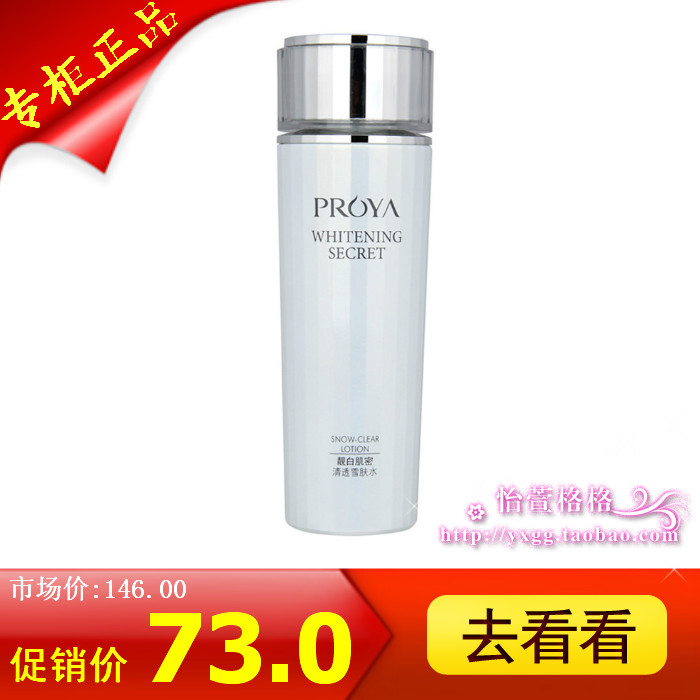 专柜正品
PROYA
WHITENING
SECRET
SNOW-CLEAR
LOTION
靓白肌密
清透雪肤水
怡萱格格
http://yxgg.taobao.com
市场价:146.00
促销价 73.0
去看看